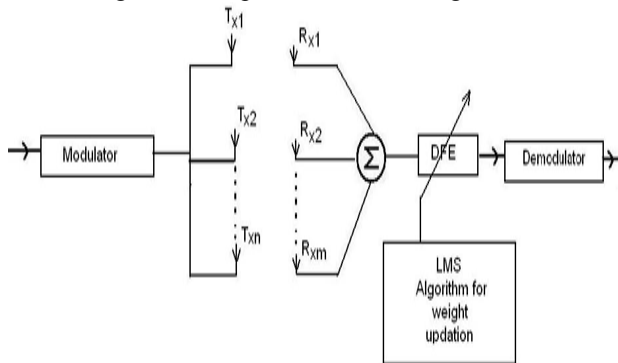 Tx1
Rx1
Tx2
Rx2
Modulator
Σ
DFE
Demodulator
Txn
Rxm
LMS
Algorithm for
weight
updation